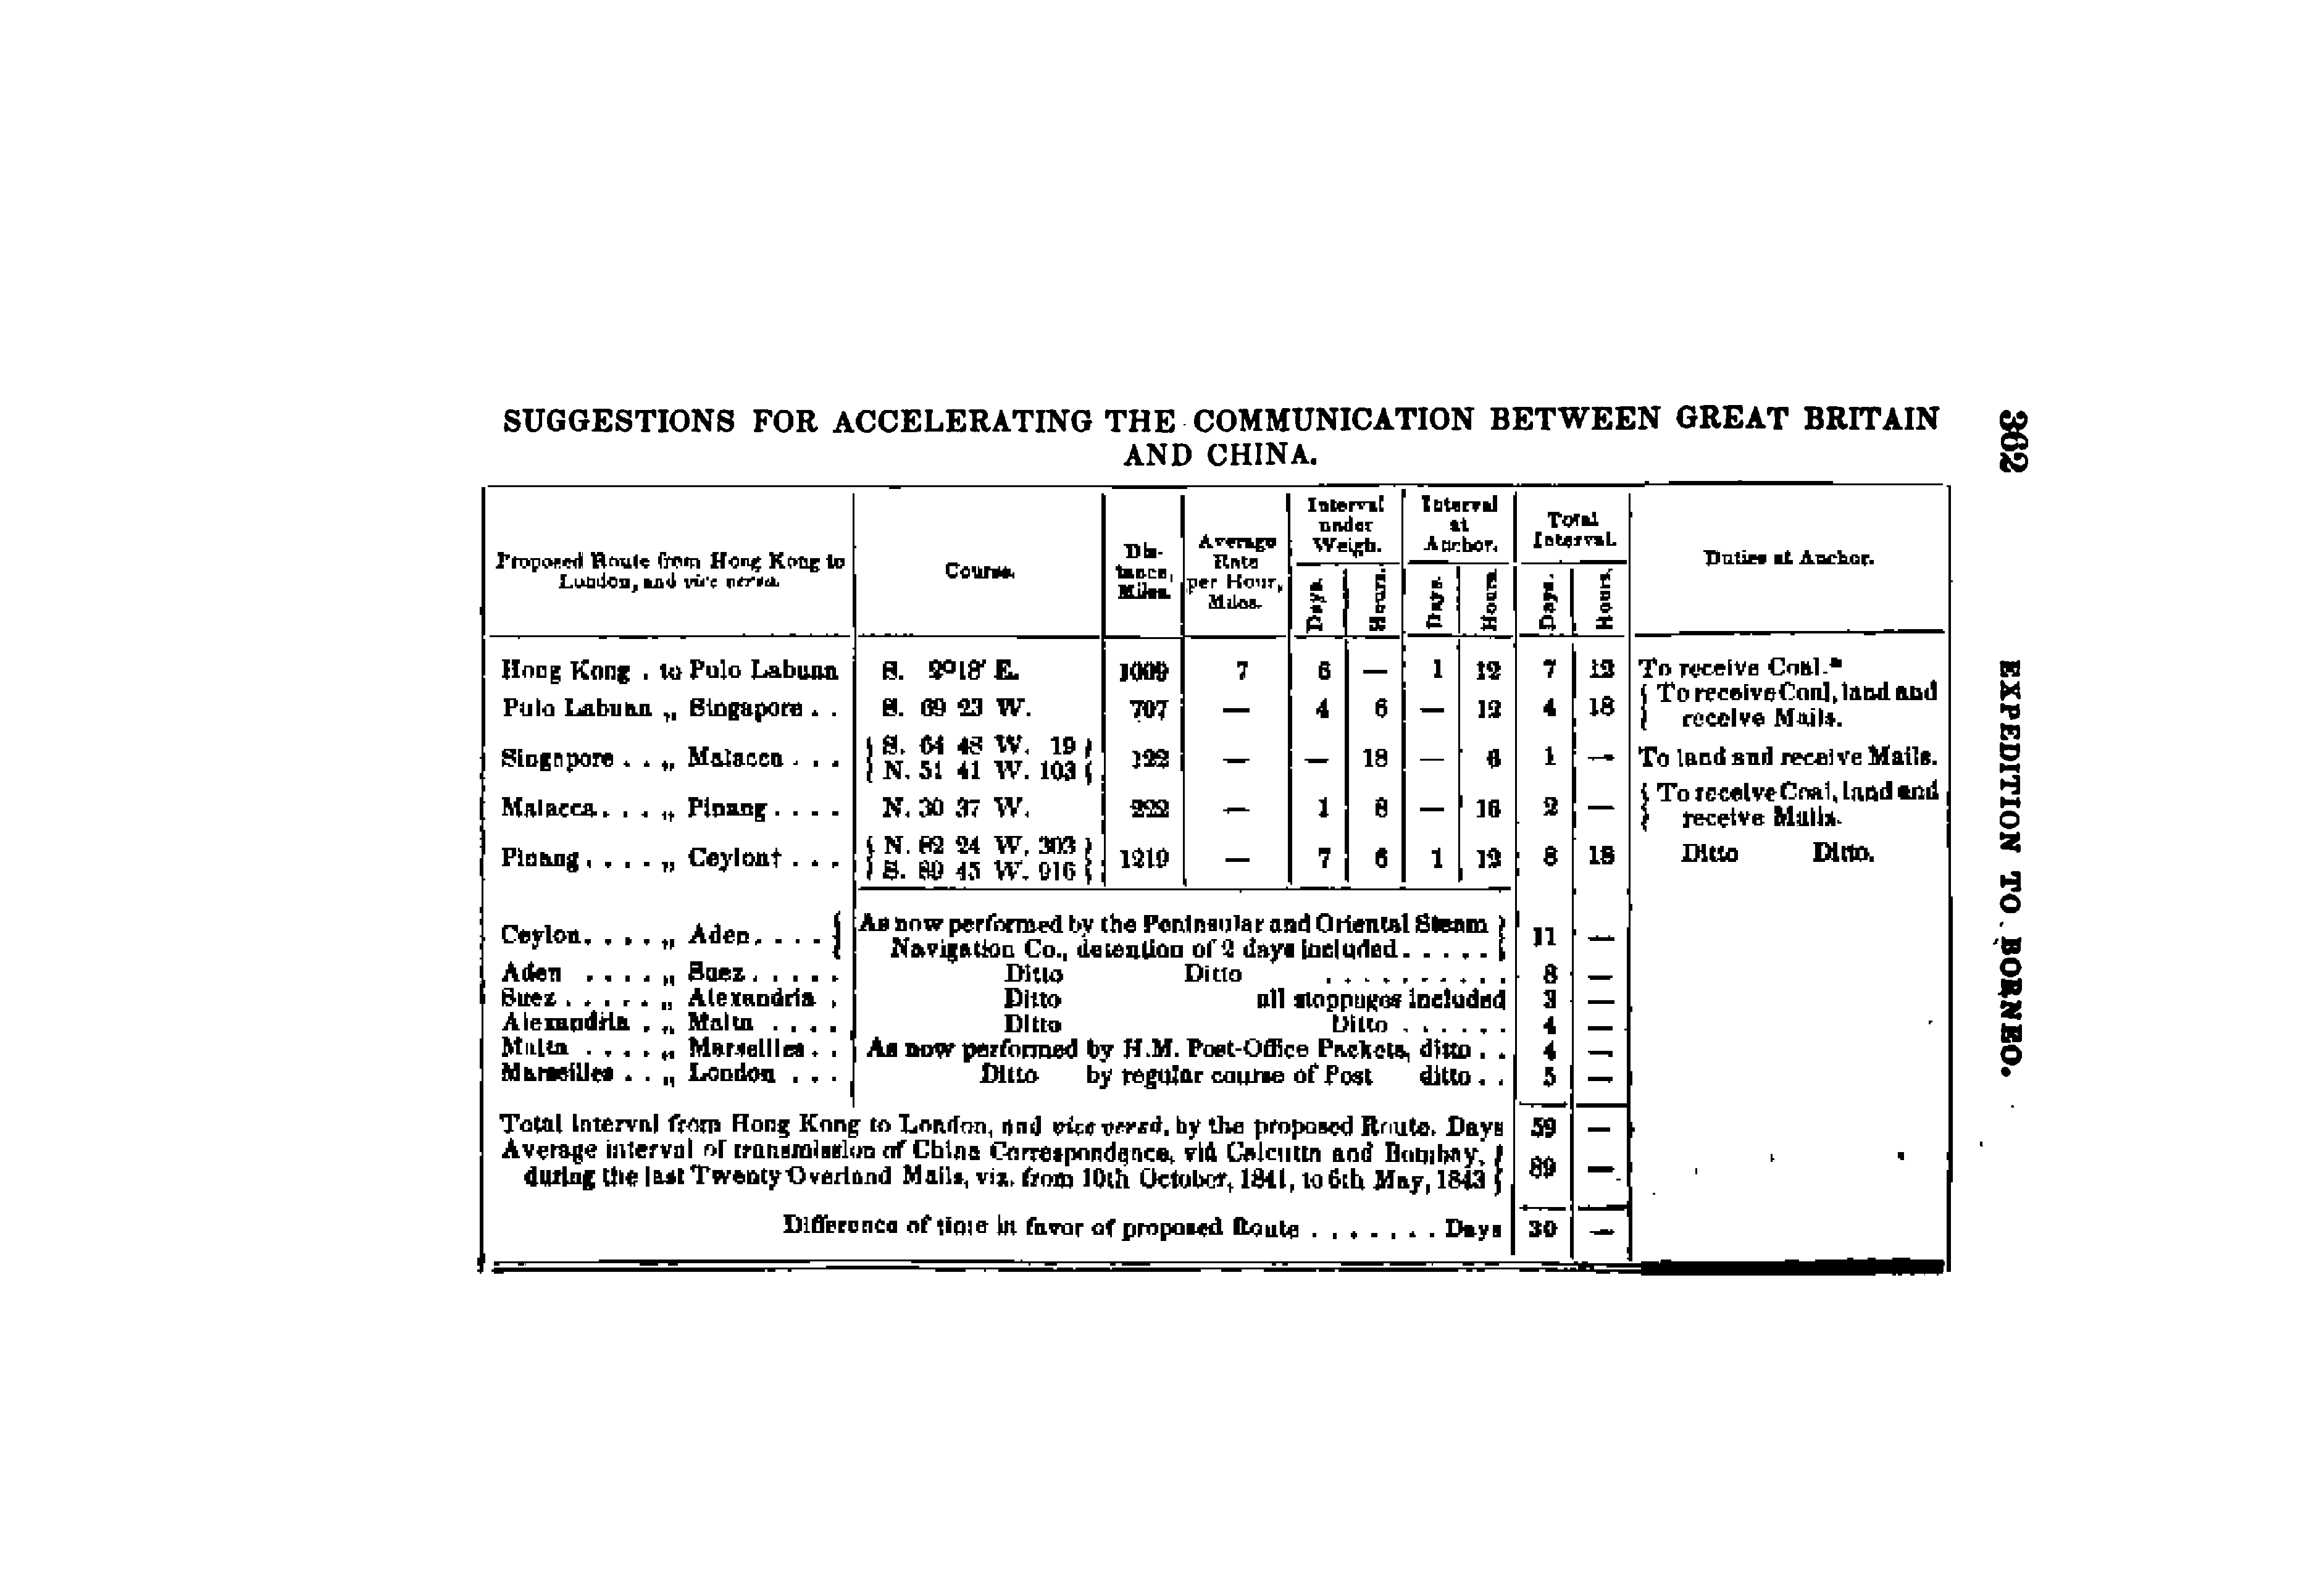 SUGGESTIONS FOR ACCELERATING THE COMMUNICATION BETWEEN GREAT BRITAIN
AND CHINA.
362
EXPEDITION TO BORNEO.
Proposed Route from Hong Kong to London, and vice versâ. | Course. | Distance, Miles. | Average Rate per Hour, Miles. | Interval under Weigh. Days. Hours. | Interval at Anchor. Days. Hours. | Total Interval. Days. Hours. | Duties at Anchor.
Hong Kong . to Pulo Labuan S. 2°18′ E. 1009 7 6 — 1 12 7 12 To receive Coal.*
Pulo Labuan „ Singapore . . S. 69 23 W. 707 — 4 6 — 12 4 18 { To receive Coal, land and receive Mails.
Singapore . . „ Malacca . . . { S. 64 48 W. 19 } { N. 51 41 W. 103 } 122 — — 18 — 6 1 — To land and receive Mails.
Malacca. . . . „ Pinang . . . . N. 30 37 W. 222 — 1 8 — 16 2 — { To receive Coal, land and receive Mails.
Pinang . . . . „ Ceylon† . . . { N. 82 24 W. 303 } { S. 80 45 W. 916 } 1219 — 7 6 1 12 8 18 Ditto Ditto.
Ceylon. . . . . „ Aden. . . . { As now performed by the Peninsular and Oriental Steam Navigation Co., detention of 2 days included . . . . . } 11 —
Aden . . . . . „ Suez . . . . . Ditto Ditto . . . . . . . . . . 8 —
Suez . . . . . „ Alexandria . Ditto all stoppages included 3 —
Alexandria . „ Malta . . . . Ditto Ditto . . . . . . 4 —
Malta . . . . „ Marseilles . . As now performed by H.M. Post-Office Packets, ditto . . 4 —
Marseilles . . „ London . . . Ditto by regular course of Post ditto . . 5 —
Total interval from Hong Kong to London, and vice versâ, by the proposed Route. Days 59 —
Average interval of transmission of China Correspondence, viâ Calcutta and Bombay, }
during the last Twenty Overland Mails, viz. from 10th October, 1841, to 6th May, 1843 } 89 —
Difference of time in favor of proposed Route . . . . . . . Days 30 —